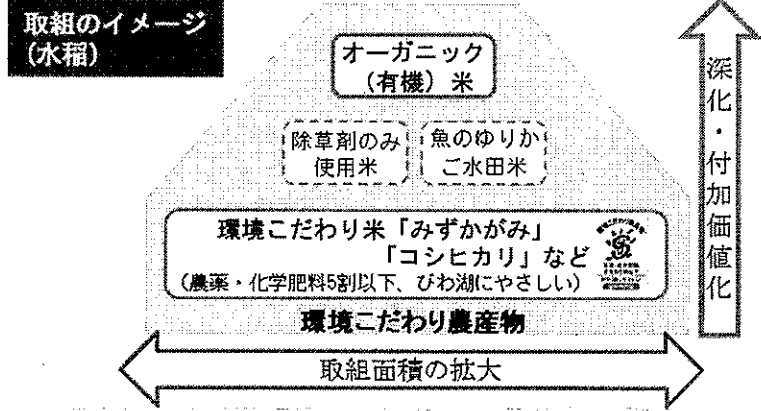 取組のイメージ
(水稲)
オーガニック
(有機) 米
除草剤のみ
使用米
魚のゆりか
ご水田米
環境こだわり米「みずかがみ」
「コシヒカリ」など
(農薬・化学肥料5割以下、びわ湖にやさしい)
環境こだわり農産物
取組面積の拡大
深化・付加価値化